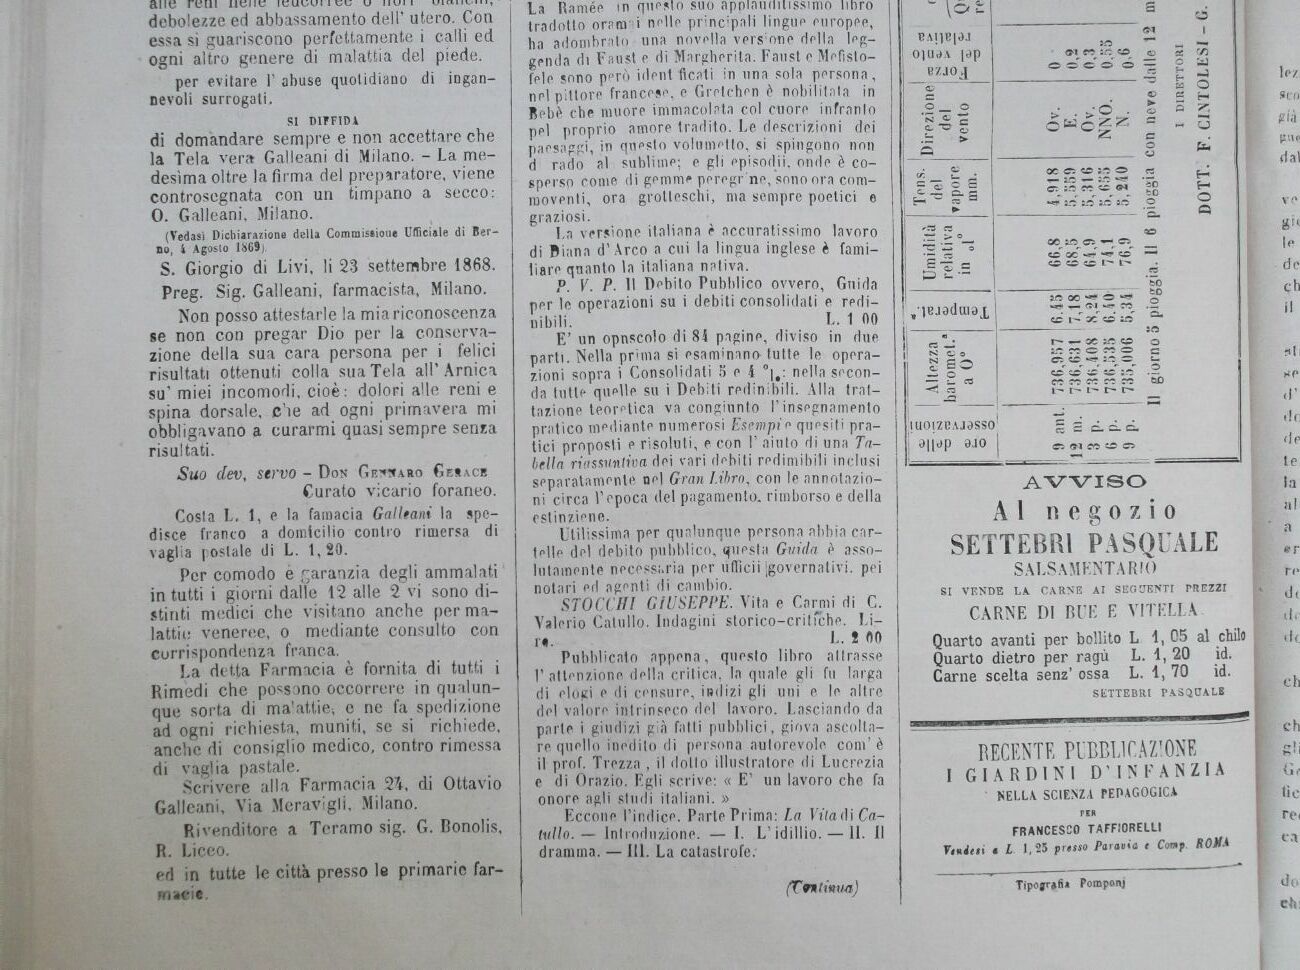 alle reni nelle leucorree o fiori bianchi,
debolezze ed abbassamento dell' utero. Con
essa si guariscono perfettamente i calli ed
ogni altro genere di malattia del piede.
per evitare l' abuse quotidiano di ingan-
nevoli surrogati.
SI DIFFIDA
di domandare sempre e non accettare che
la Tela vera Galleani di Milano. - La me-
desima oltre la firma del preparatore, viene
controsegnata con un timpano a secco:
O. Galleani, Milano.
(Vedasi Dichiarazione della Commissione Ufficiale di Ber-
no, 4 Agosto 1869)
S. Giorgio di Livi, li 23 settembre 1868.
Preg. Sig. Galleani, farmacista, Milano.
Non posso attestarle la mia riconoscenza
se non con pregar Dio per la conserva-
zione della sua cara persona per i felici
risultati ottenuti colla sua Tela all' Arnica
su' miei incomodi, cioè: dolori alle reni e
spina dorsale, che ad ogni primavera mi
obbligavano a curarmi quasi sempre senza
risultati.
Suo dev, servo - DON GENNARO GERACE
Curato vicario foraneo.
Costa L. 1, e la famacia Galleani la spe-
disce franco a domicilio contro rimersa di
vaglia postale di L. 1,20.
Per comodo e garanzia degli ammalati
in tutti i giorni dalle 12 alle 2 vi sono di-
stinti medici che visitano anche per ma-
lattie veneree, o mediante consulto con
corrispondenza franca.
La detta Farmacia è fornita di tutti i
Rimedi che possono occorrere in qualun-
que sorta di ma'attie, e ne fa spedizione
ad ogni richiesta, muniti, se si richiede,
anche di consiglio medico, contro rimessa
di vaglia pastale.
Scrivere alla Farmacia 24, di Ottavio
Galleani, Via Meravigli, Milano.
Rivenditore a Teramo sig. G. Bonolis,
R. Liceo.
ed in tutte le città presso le primarie far-
macie.
La Ramée in questo suo applauditissimo libro
tradotto oramai nelle principali lingue europee,
ha adombrato una novella versione della leg-
genda di Faust e di Margherita. Faust e Mefisto-
fele sono però identificati in una sola persona,
nel pittore francese, e Gretchen è nobilitata in
Bebè che muore immacolata col cuore infranto
pel proprio amore tradito. Le descrizioni dei
paesaggi, in questo volumetto, si spingono non
di rado al sublime; e gli episodii, onde è co-
sperso come di gemme peregrine, sono ora com-
moventi, ora grotteschi, ma sempre poetici e
graziosi.
La versione italiana è accuratissimo lavoro
di Diana d'Arco a cui la lingua inglese è fami-
liare quanto la italiana nativa.
P. V. P. Il Debito Pubblico ovvero, Guida
per le operazioni su i debiti consolidati e redi-
nibili. L. 1 00
E' un opnscolo di 84 pagine, diviso in due
parti. Nella prima si esaminano tutte le opera-
zioni sopra i Consolidati 5 e 4 °|.: nella secon-
da tutte quelle su i Debiti redinibili. Alla trat-
tazione teoretica va congiunto l'insegnamento
pratico mediante numerosi Esempi e quesiti pra-
tici proposti e risoluti, e con l' aiuto di una Ta-
bella riassuntiva dei vari debiti redimibili inclusi
separatamente nel Gran Libro, con le annotazio-
ni circa l'epoca del pagamento, rimborso e della
estinzione.
Utilissima per qualunque persona abbia car-
telle del debito pubblico, questa Guida è asso-
lutamente necessaria per ufficii governativi. pei
notari ed agenti di cambio.
STOCCHI GIUSEPPE. Vita e Carmi di C.
Valerio Catullo. Indagini storico-critiche. Li-
re. L. 2 00
Pubblicato appena, questo libro attrasse
l'attenzione della critica, la quale gli fu larga
di elogi e di censure, indizi gli uni e le altre
del valore intrinseco del lavoro. Lasciando da
parte i giudizi già fatti pubblici, giova ascolta-
re quello inedito di persona autorevole com' è
il prof. Trezza, il dotto illustratore di Lucrezia
e di Orazio. Egli scrive: « E' un lavoro che fa
onore agli studi italiani. »
Eccone l'indice. Parte Prima: La Vita di Ca-
tullo. — Introduzione. — I. L'idillio. — II. Il
dramma. — III. La catastrofe.
(Continua)
ore delle osservazioni | Altezza baromet.ª a 0° | Temperat.ª | Umidità relativa in °1° | Tens. del vapore mm. | Direzione del vento | Forza del vento relativa
9 ant. 736,957 6.45 66,8 4,918 Ov. 0
12 m. 736,631 7,18 68,5 5,559 E. 0,2
3 p. 736,408 8,24 64,9 5,316 Ov. 0,3
6 p. 736,535 6.40 74,1 5,655 NNO. 0,55
9 p. 735,006 5,34 76,9 5,210 N. 0,6
Il giorno 5 pioggia. Il 6 pioggia con neve dalle 12 m
I DIRETTORI
DOTT. F. CINTOLESI - G.
AVVISO
Al negozio
SETTEBRI PASQUALE
SALSAMENTARIO
SI VENDE LA CARNE AI SEGUENTI PREZZI
CARNE DI BUE E VITELLA
Quarto avanti per bollito L. 1, 05 al chilo
Quarto dietro per ragù L. 1, 20 id.
Carne scelta senz' ossa L. 1, 70 id.
SETTEBRI PASQUALE
RECENTE PUBBLICAZIONE
I GIARDINI D'INFANZIA
NELLA SCIENZA PEDAGOGICA
PER
FRANCESCO TAFFIORELLI
Vendesi a L. 1,25 presso Paravia e Comp. ROMA
Tipografia Pomponj